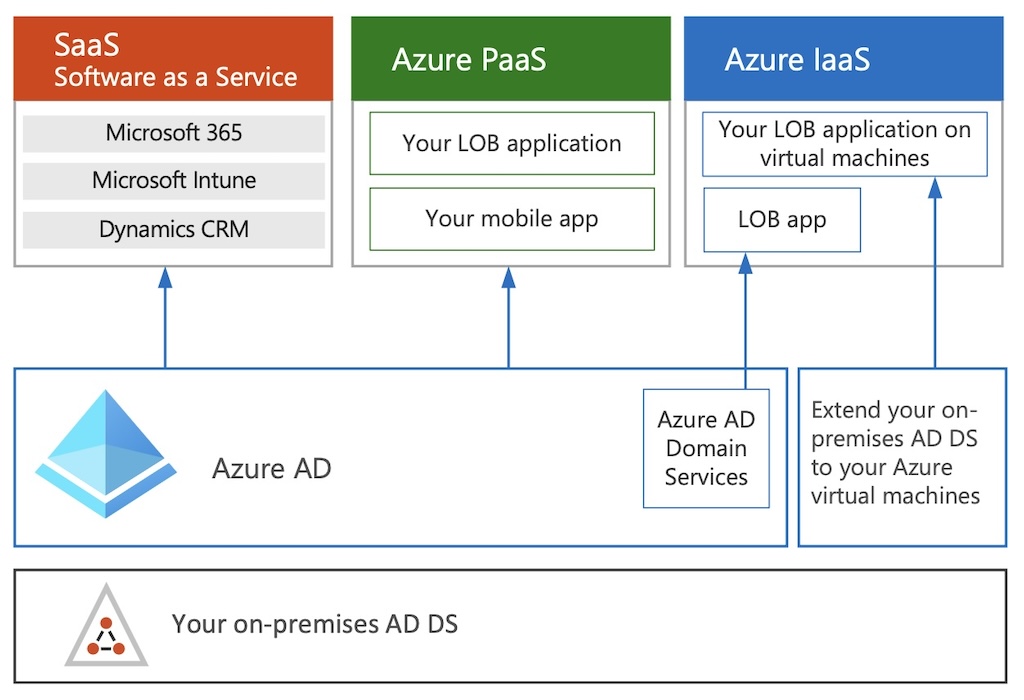 SaaS
Software as a Service
Microsoft 365
Microsoft Intune
Dynamics CRM
Azure PaaS
Your LOB application
Your mobile app
Azure IaaS
Your LOB application on
virtual machines
LOB app
Azure AD
Azure AD
Domain
Services
Extend your on-
premises AD DS
to your Azure
virtual machines
Your on-premises AD DS